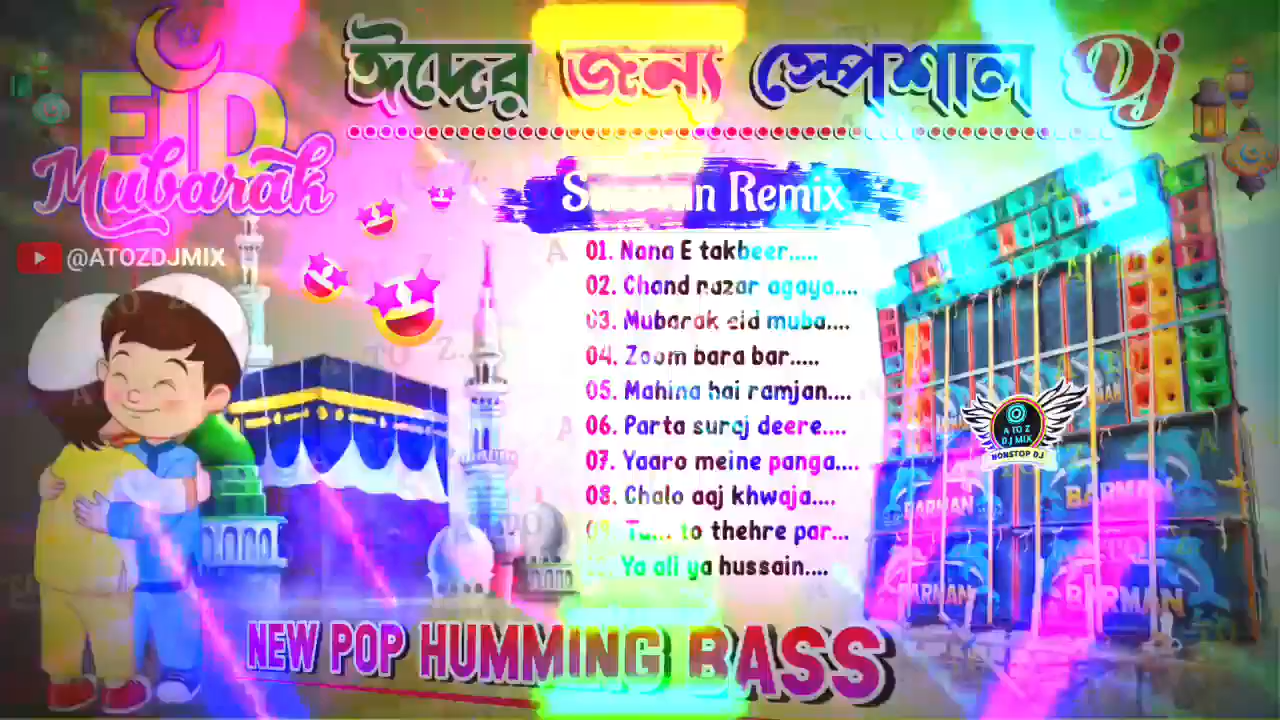 ঈদের জন্য স্পেশাল Dj
EID
Mubarak
@ATOZDJMIX
Remix
01. Nana E takbeer.....
02. Chand nazar agaya....
03. Mubarak eid muba....
04. Zoom bara bar.....
05. Mahina hai ramjan....
06. Parta suraj deere....
07. Yaaro meine panga....
08. Chalo aaj khwaja....
to thehre par...
Ya ali ya hussain....
A TO Z
DJ MIX
NONSTOP DJ
BARMAN
BARMAN
BARMAN
BARMAN
NEW POP HUMMING BASS